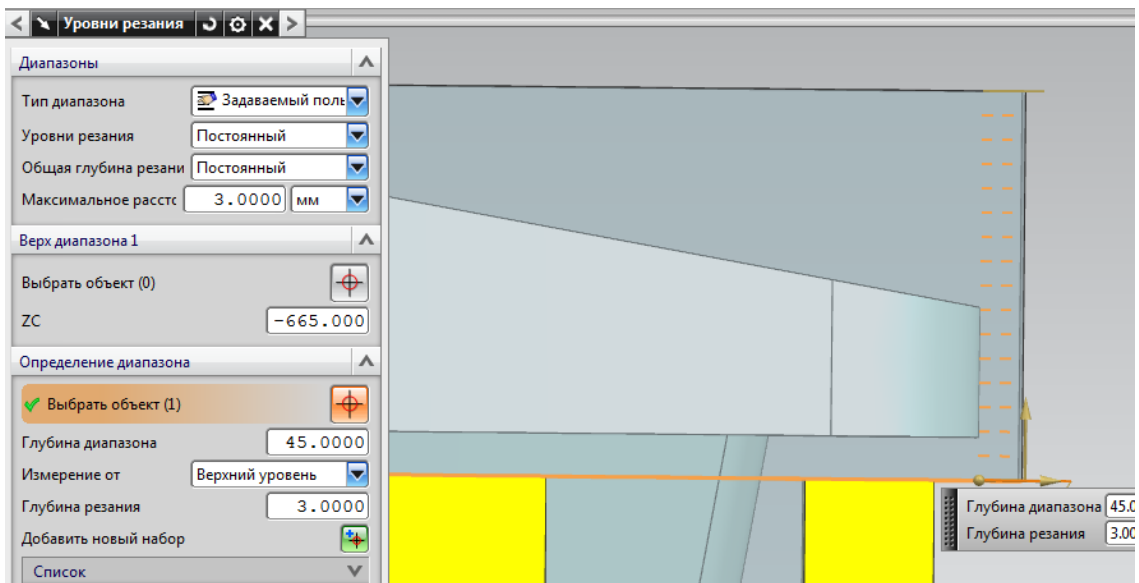 Уровни резания
Диапазоны
Тип диапазона Задаваемый поль
Уровни резания Постоянный
Общая глубина резани Постоянный
Максимальное расстс 3.0000 мм
Верх диапазона 1
Выбрать объект (0)
ZC -665.000
Определение диапазона
Выбрать объект (1)
Глубина диапазона 45.0000
Измерение от Верхний уровень
Глубина резания 3.0000
Добавить новый набор
Список
Глубина диапазона 45.0
Глубина резания 3.00